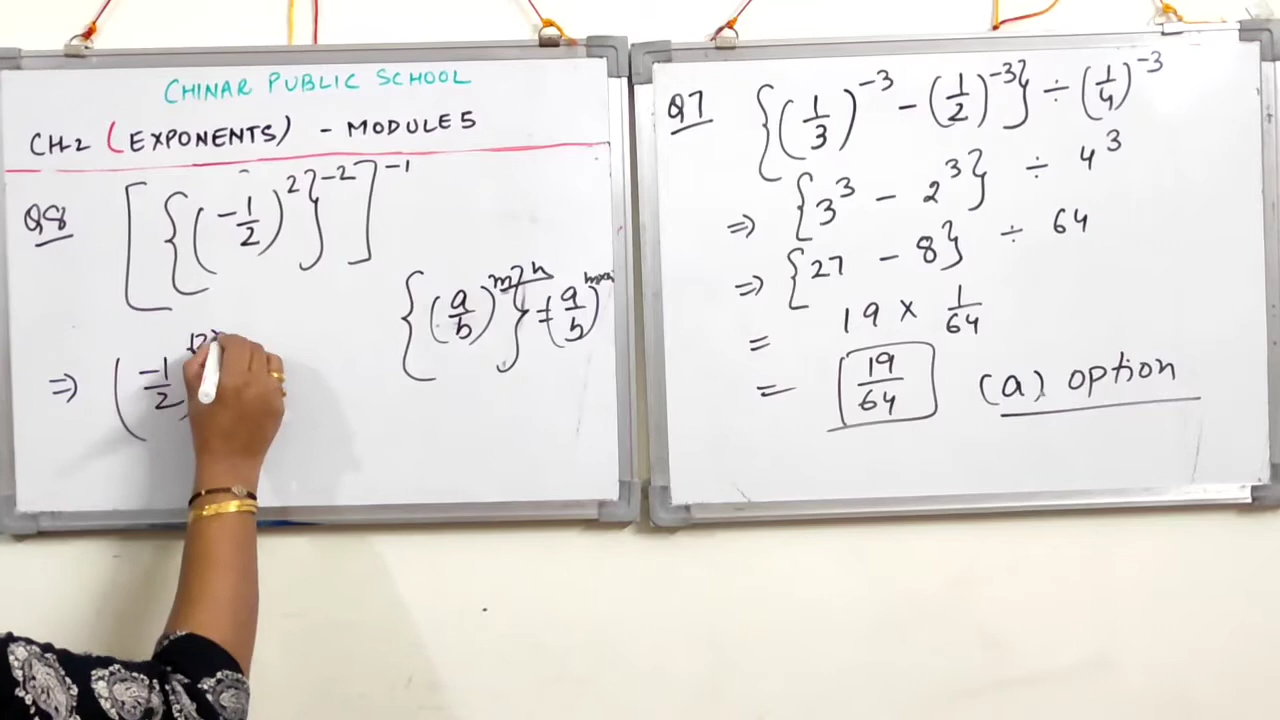 CHINAR PUBLIC SCHOOL
CH-2 (EXPONENTS) - MODULE 5
Q8 [{(-1/2)^2}^-2]^-1
{(a/b)^m}^n = (a/b)^m×n
⇒ (-1/2)
Q7 {(1/3)^-3 - (1/2)^-3} ÷ (1/4)^-3
⇒ {3^3 - 2^3} ÷ 4^3
⇒ {27 - 8} ÷ 64
= 19 × 1/64
= 19/64 (a) option